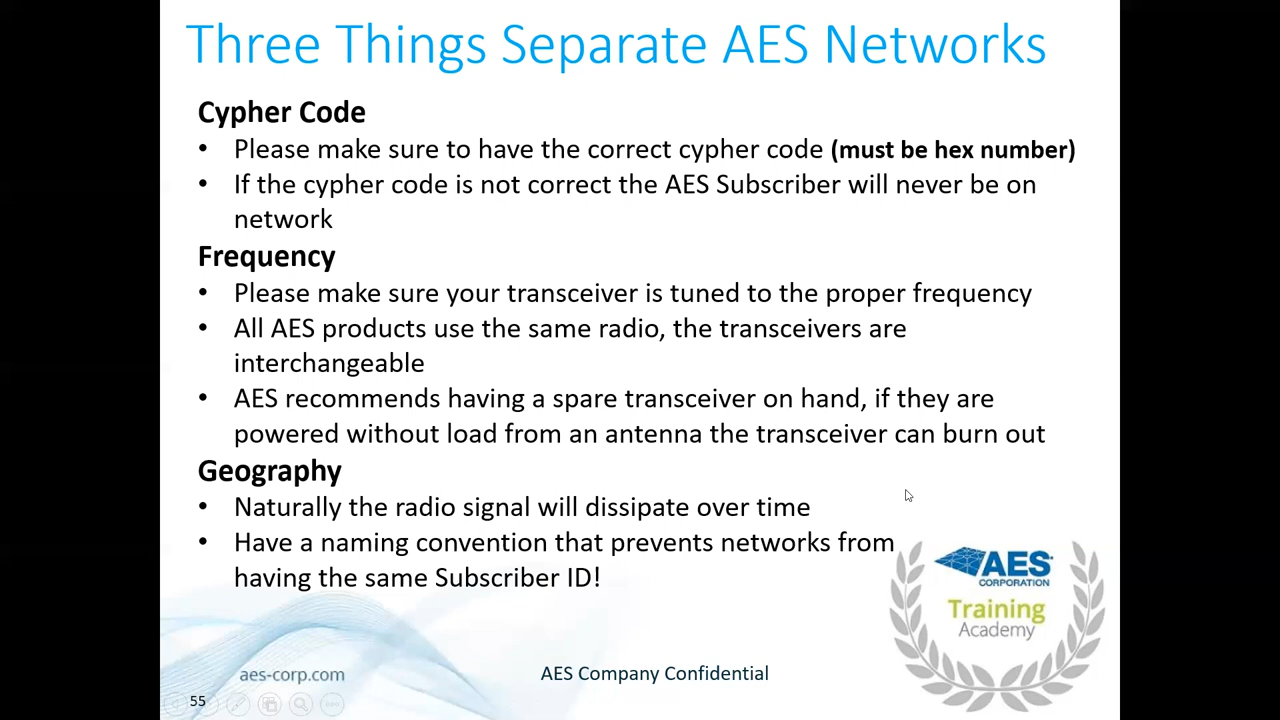 Three Things Separate AES Networks
Cypher Code
• Please make sure to have the correct cypher code (must be hex number)
• If the cypher code is not correct the AES Subscriber will never be on
network
Frequency
• Please make sure your transceiver is tuned to the proper frequency
• All AES products use the same radio, the transceivers are
interchangeable
• AES recommends having a spare transceiver on hand, if they are
powered without load from an antenna the transceiver can burn out
Geography
• Naturally the radio signal will dissipate over time
• Have a naming convention that prevents networks from
having the same Subscriber ID!
AES
CORPORATION
Training
Academy
aes-corp.com
AES Company Confidential
55